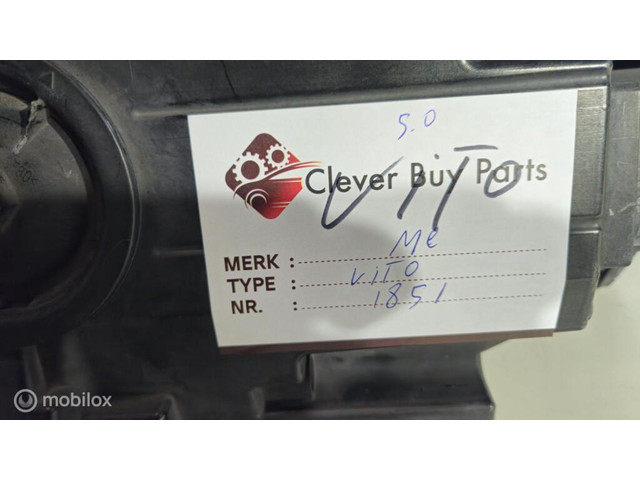 5.0
Clever Buy Parts
VITO
MERK : Me
TYPE : ViTO
NR. : 1851
mobilox